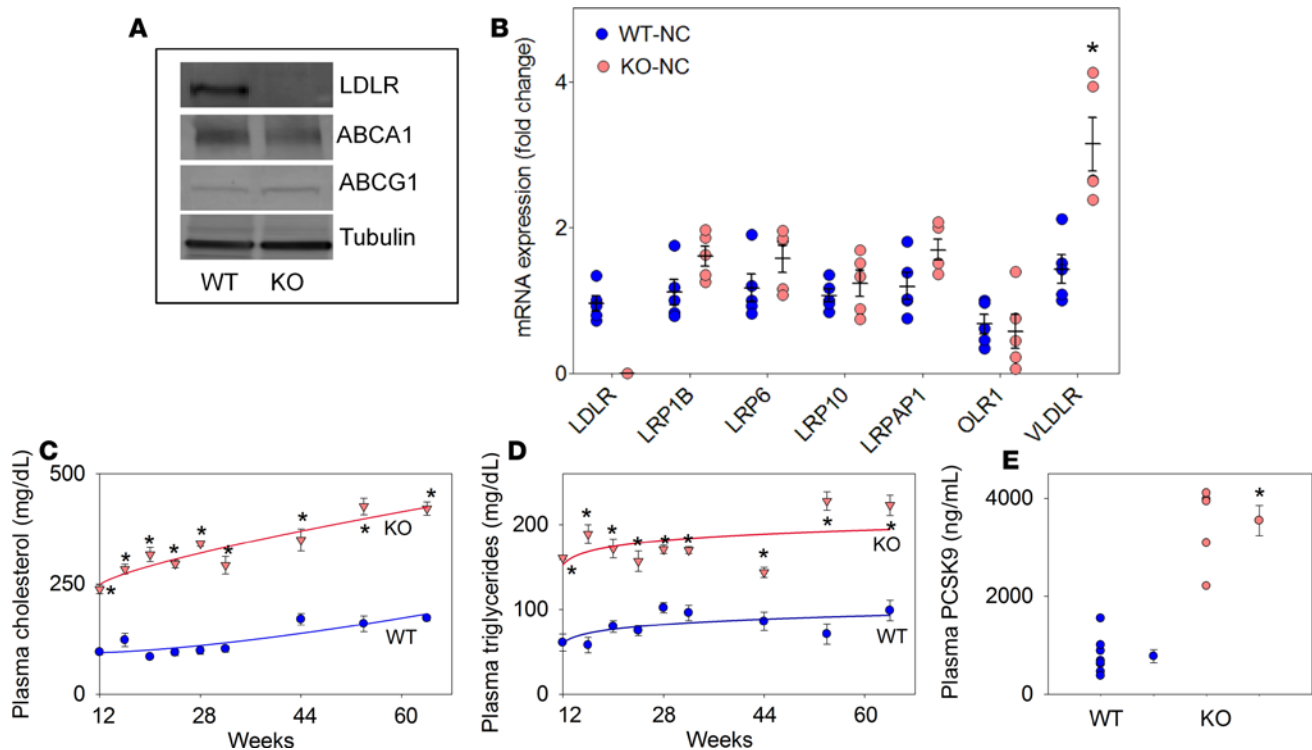 A
LDLR
ABCA1
ABCG1
Tubulin
WT KO
B
WT-NC
KO-NC
mRNA expression (fold change)
4
2
0
*
LDLR
LRP1B
LRP6
LRP10
LRPAP1
OLR1
VLDLR
C
Plasma cholesterol (mg/dL)
500
250
0
* * * * * * * * *
KO
WT
12 28 44 60
Weeks
D
Plasma triglycerides (mg/dL)
200
100
0
* * * * * * * * *
KO
WT
12 28 44 60
Weeks
E
Plasma PCSK9 (ng/mL)
4000
2000
0
*
WT KO